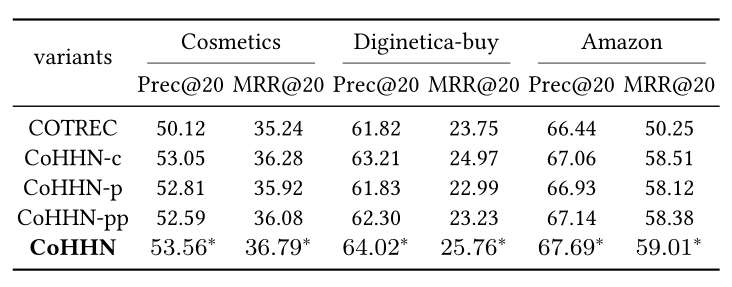 variants Cosmetics Diginetica-buy Amazon
Prec@20 MRR@20 Prec@20 MRR@20 Prec@20 MRR@20
COTREC 50.12 35.24 61.82 23.75 66.44 50.25
CoHHN-c 53.05 36.28 63.21 24.97 67.06 58.51
CoHHN-p 52.81 35.92 61.83 22.99 66.93 58.12
CoHHN-pp 52.59 36.08 62.30 23.23 67.14 58.38
CoHHN 53.56* 36.79* 64.02* 25.76* 67.69* 59.01*